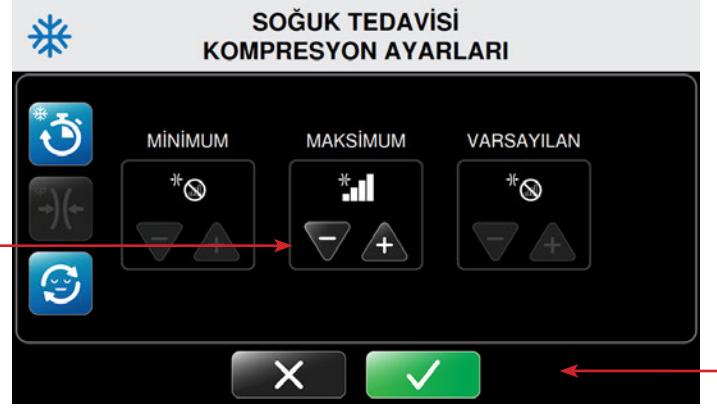 SOĞUK TEDAVİSİ
KOMPRESYON AYARLARI
MİNİMUM MAKSİMUM VARSAYILAN